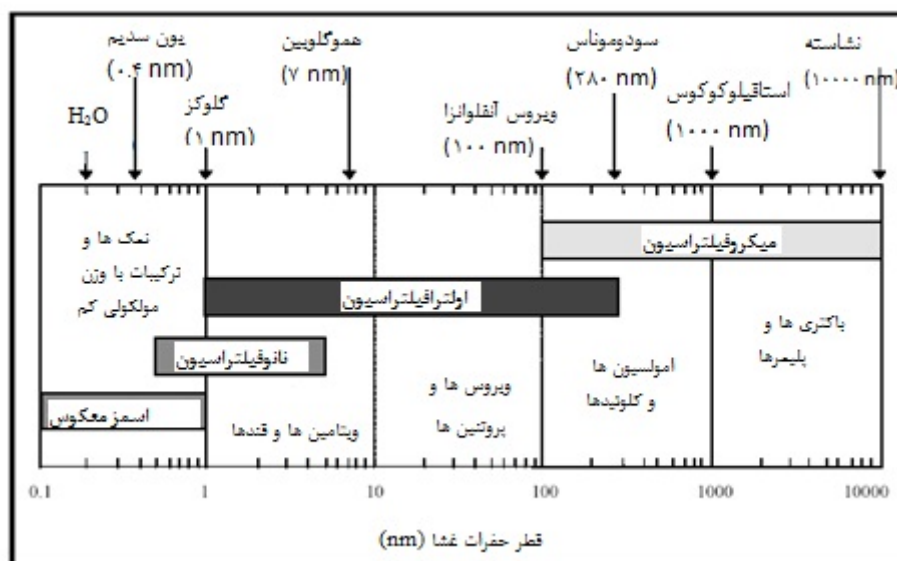 یون سدیم
(۰.۴ nm)
هموگلوبین
(۷ nm)
سودوموناس
(۲۸۰ nm)
نشاسته
(۱۰۰۰۰ nm)
H₂O
گلوکز
(۱ nm)
ویروس آنفلوانزا
(۱۰۰ nm)
استافیلوکوکوس
(۱۰۰۰ nm)
نمک ها و
ترکیبات با وزن
مولکولی کم
میکروفیلتراسیون
اولترافیلتراسیون
نانوفیلتراسیون
اسمز معکوس
ویتامین ها و قندها
ویروس ها و
پروتئین ها
امولسیون ها
و کلوئیدها
باکتری ها و
پلیمرها
0.1 1 10 100 1000 10000
قطر حفرات غشا (nm)